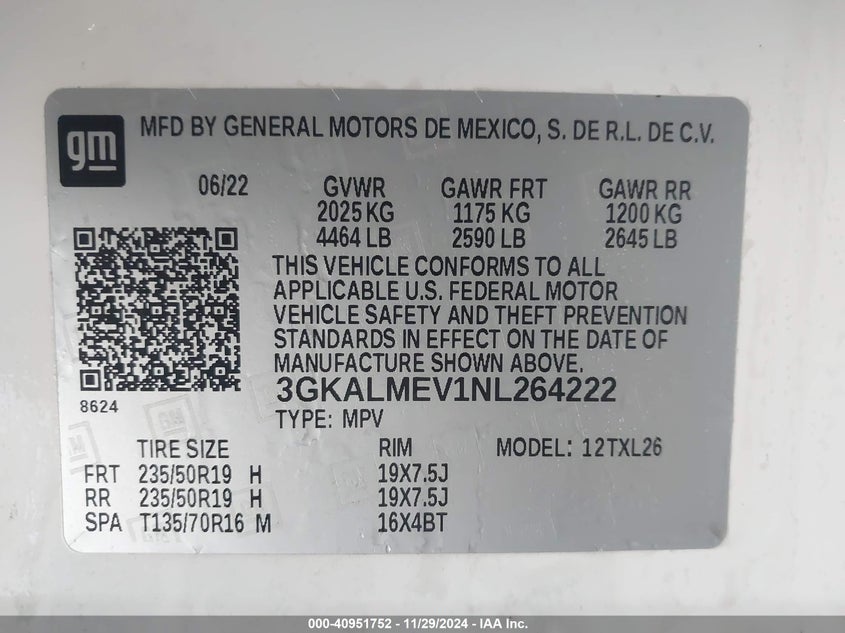 gm
MFD BY GENERAL MOTORS DE MEXICO, S. DE R.L. DE C.V.
06/22 GVWR GAWR FRT GAWR RR
2025 KG 1175 KG 1200 KG
4464 LB 2590 LB 2645 LB
THIS VEHICLE CONFORMS TO ALL
APPLICABLE U.S. FEDERAL MOTOR
VEHICLE SAFETY AND THEFT PREVENTION
STANDARDS IN EFFECT ON THE DATE OF
MANUFACTURE SHOWN ABOVE.
3GKALMEV1NL264222
8624
TYPE: MPV
TIRE SIZE RIM MODEL: 12TXL26
FRT 235/50R19 H 19X7.5J
RR 235/50R19 H 19X7.5J
SPA T135/70R16 M 16X4BT
000-40951752 - 11/29/2024 - IAA Inc.